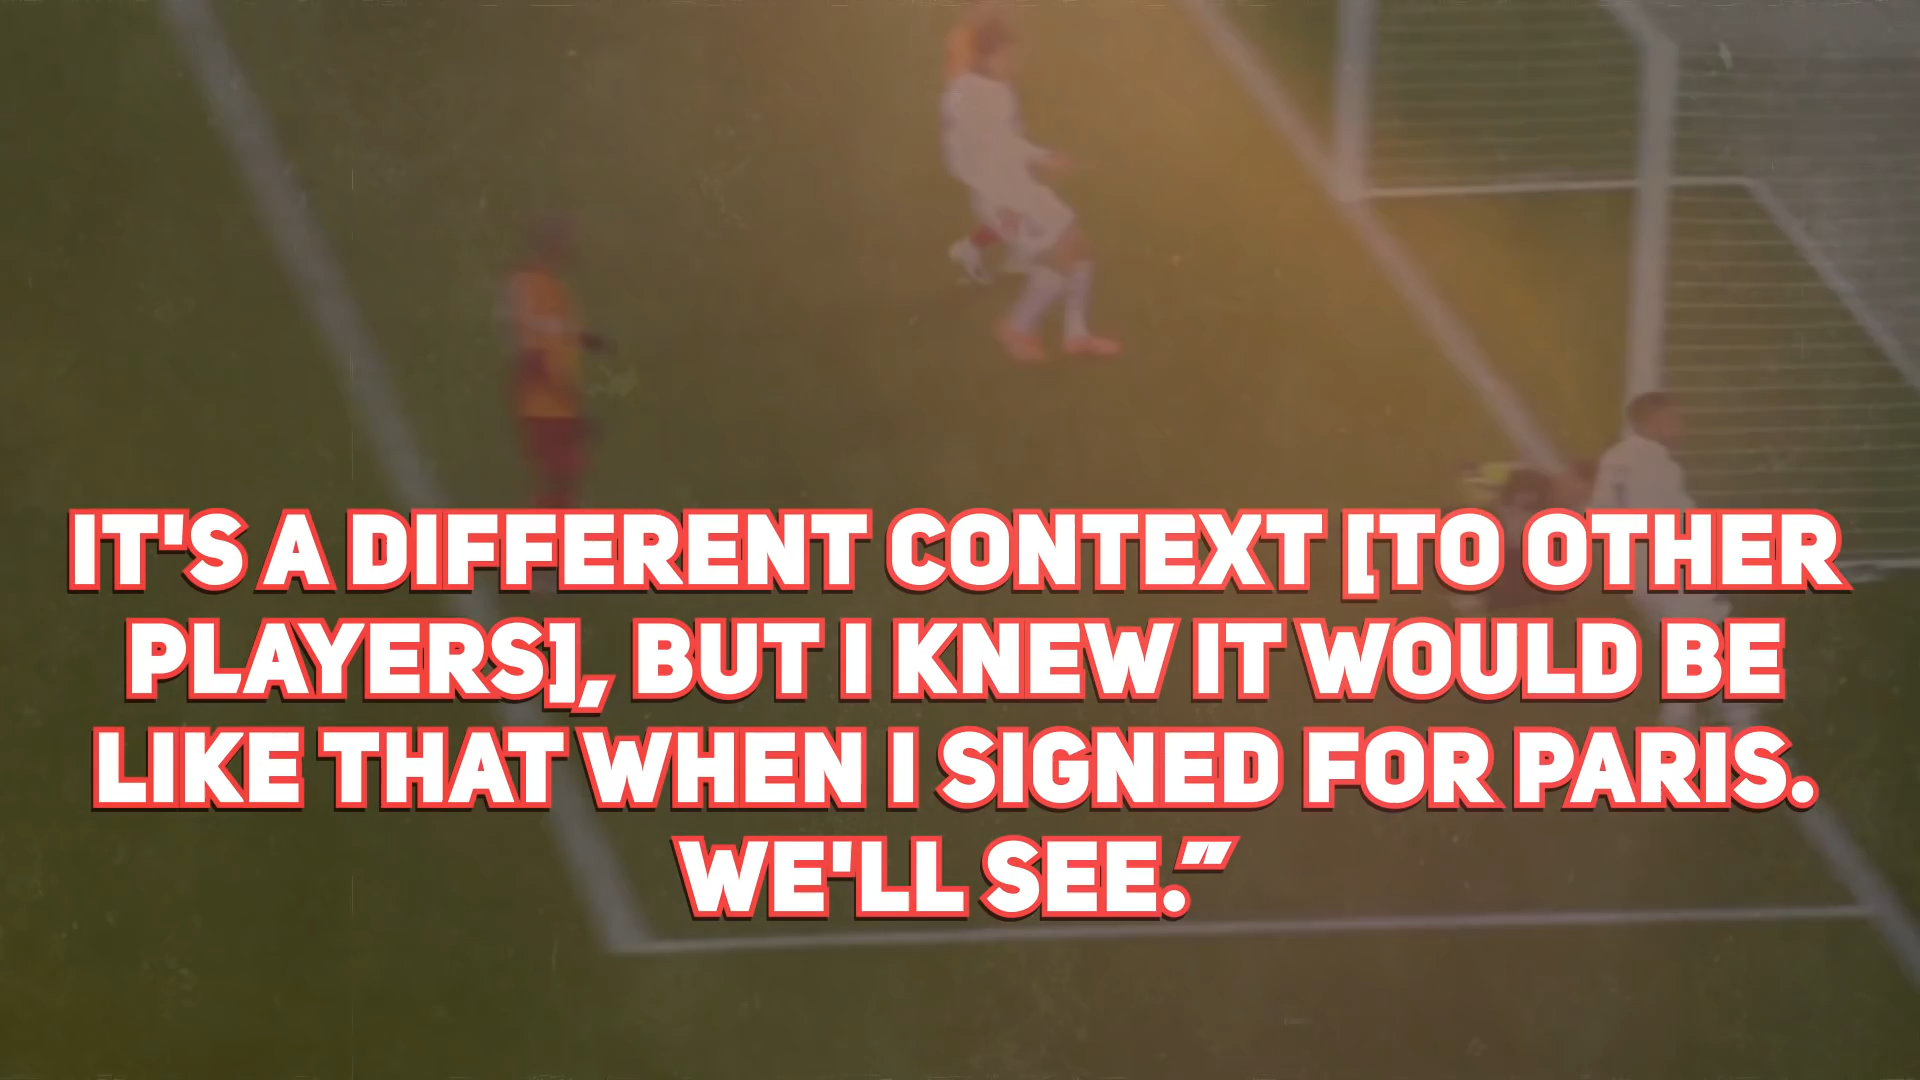 IT'S A DIFFERENT CONTEXT [TO OTHER
PLAYERS], BUT I KNEW IT WOULD BE
LIKE THAT WHEN I SIGNED FOR PARIS.
WE'LL SEE.”